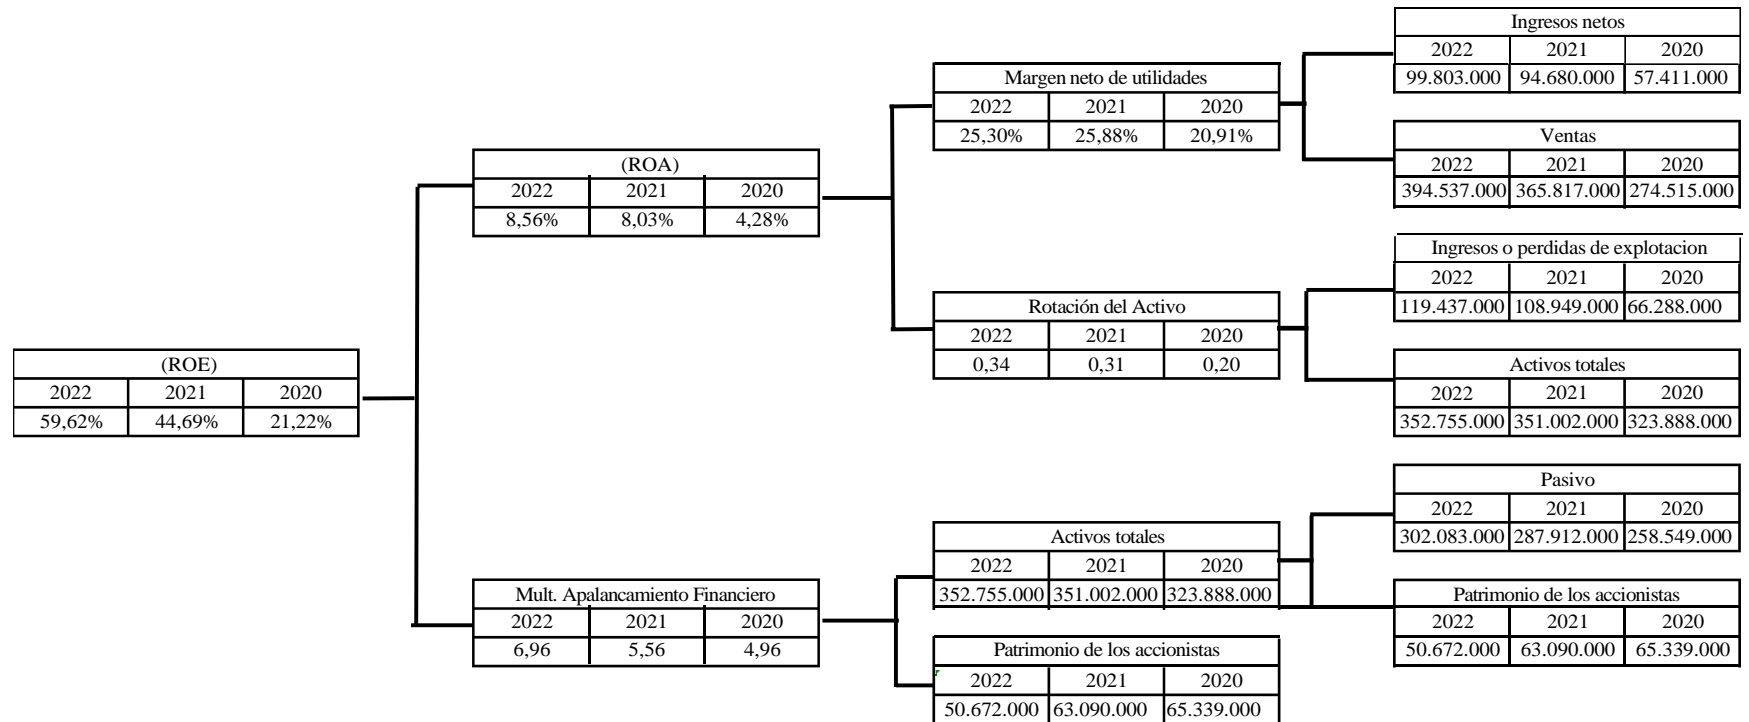 Ingresos netos
2022 2021 2020
99.803.000 94.680.000 57.411.000
Margen neto de utilidades
2022 2021 2020
25,30% 25,88% 20,91%
Ventas
2022 2021 2020
394.537.000 365.817.000 274.515.000
(ROA)
2022 2021 2020
8,56% 8,03% 4,28%
Ingresos o perdidas de explotacion
2022 2021 2020
119.437.000 108.949.000 66.288.000
Rotación del Activo
2022 2021 2020
0,34 0,31 0,20
(ROE)
2022 2021 2020
59,62% 44,69% 21,22%
Activos totales
2022 2021 2020
352.755.000 351.002.000 323.888.000
Pasivo
2022 2021 2020
302.083.000 287.912.000 258.549.000
Activos totales
2022 2021 2020
352.755.000 351.002.000 323.888.000
Mult. Apalancamiento Financiero
2022 2021 2020
6,96 5,56 4,96
Patrimonio de los accionistas
2022 2021 2020
50.672.000 63.090.000 65.339.000
Patrimonio de los accionistas
2022 2021 2020
50.672.000 63.090.000 65.339.000